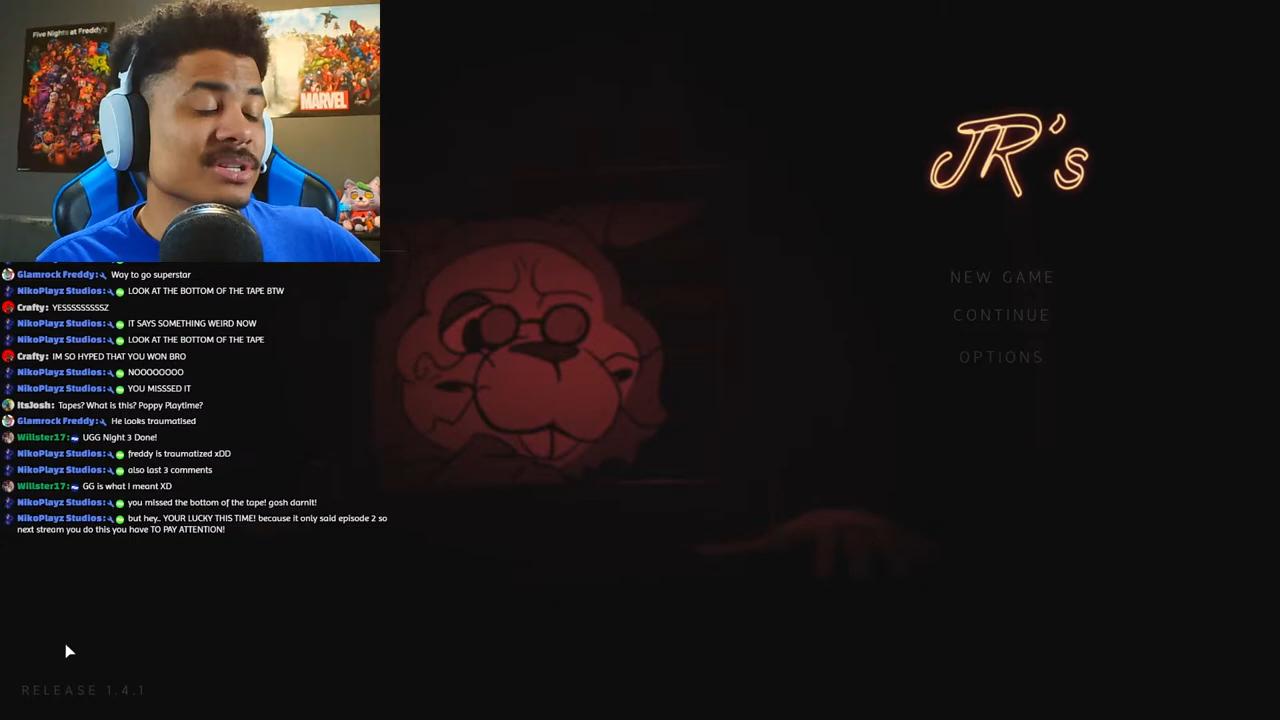 Five Nights at Freddy's
MARVEL
JR's
NEW GAME
CONTINUE
OPTIONS
Glamrock Freddy: Way to go superstar
NikoPlayz Studios: LOOK AT THE BOTTOM OF THE TAPE BTW
Crafty: YESSSSSSSSZ
NikoPlayz Studios: IT SAYS SOMETHING WEIRD NOW
NikoPlayz Studios: LOOK AT THE BOTTOM OF THE TAPE
Crafty: IM SO HYPED THAT YOU WON BRO
NikoPlayz Studios: NOOOOOOOO
NikoPlayz Studios: YOU MISSSED IT
ItsJosh: Tapes? What is this? Poppy Playtime?
Glamrock Freddy: He looks traumatised
Willster17: UGG Night 3 Done!
NikoPlayz Studios: freddy is traumatized xDD
NikoPlayz Studios: also last 3 comments
Willster17: GG is what I meant XD
NikoPlayz Studios: you missed the bottom of the tape! gosh darnit!
NikoPlayz Studios: but hey.. YOUR LUCKY THIS TIME! because it only said episode 2 so
next stream you do this you have TO PAY ATTENTION!
RELEASE 1.4.1